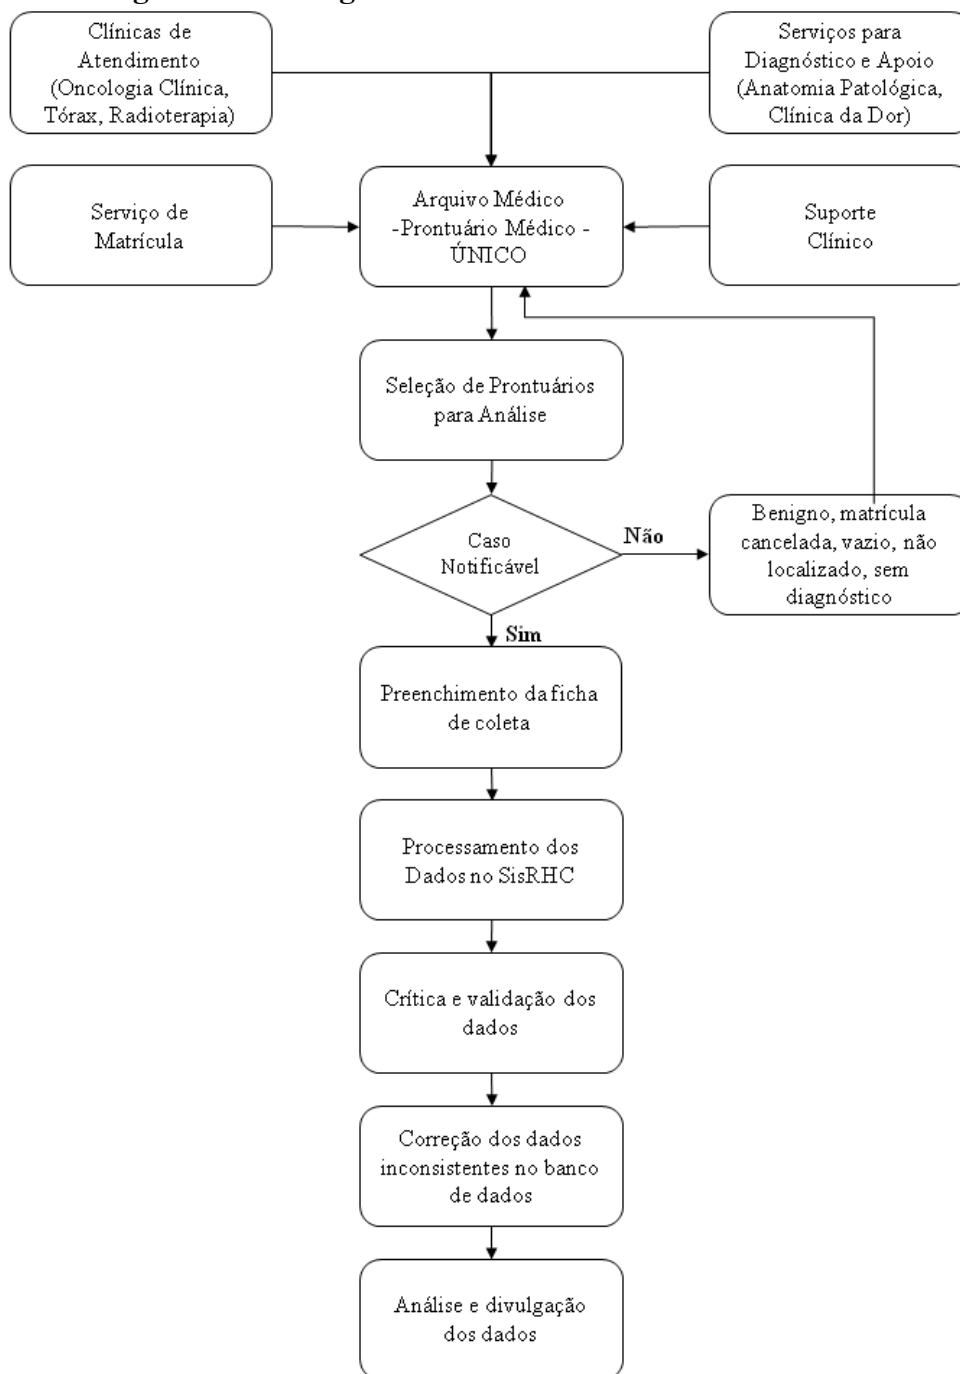 Clínicas de
Atendimento
(Oncologia Clínica,
Tórax, Radioterapia)
Serviços para
Diagnóstico e Apoio
(Anatomia Patológica,
Clínica da Dor)
Serviço de
Matrícula
Arquivo Médico
-Prontuário Médico -
ÚNICO
Suporte
Clínico
Seleção de Prontuários
para Análise
Caso
Notificável
Não
Benigno, matrícula
cancelada, vazio, não
localizado, sem
diagnóstico
Sim
Preenchimento da ficha
de coleta
Processamento dos
Dados no SisRHC
Crítica e validação dos
dados
Correção dos dados
inconsistentes no banco
de dados
Análise e divulgação
dos dados